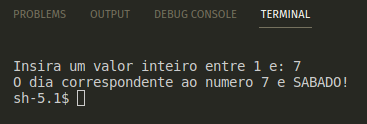 PROBLEMS OUTPUT DEBUG CONSOLE TERMINAL
Insira um valor inteiro entre 1 e: 7
O dia correspondente ao numero 7 e SABADO!
sh-5.1$